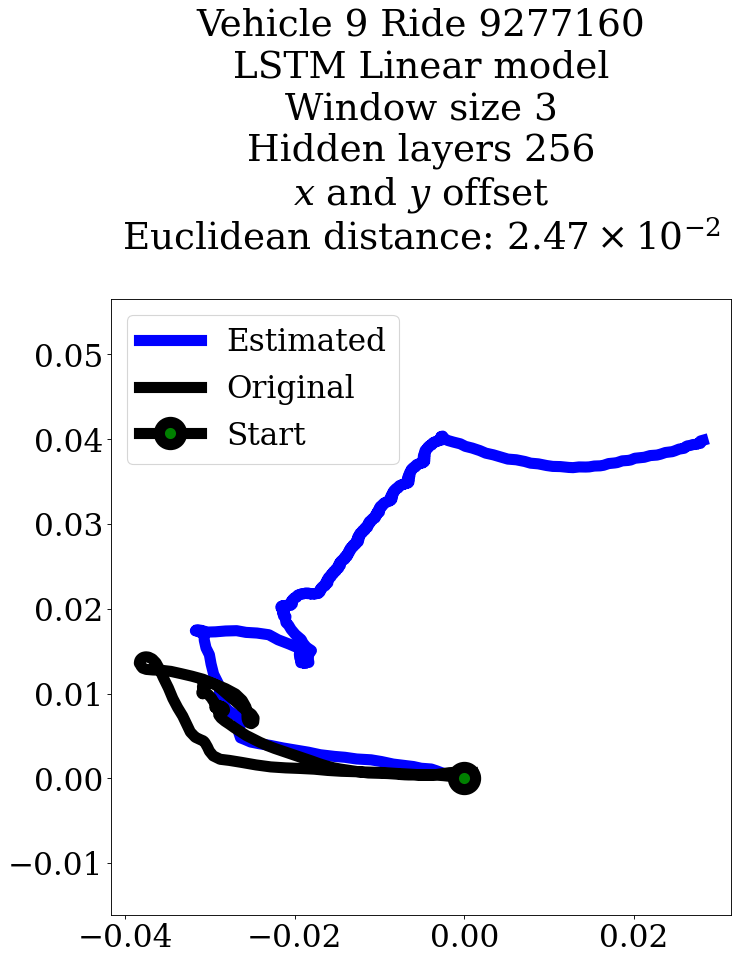 Vehicle 9 Ride 9277160
LSTM Linear model
Window size 3
Hidden layers 256
x and y offset
Euclidean distance: 2.47 × 10⁻²
Estimated
Original
Start
0.05
0.04
0.03
0.02
0.01
0.00
−0.01
−0.04
−0.02
0.00
0.02